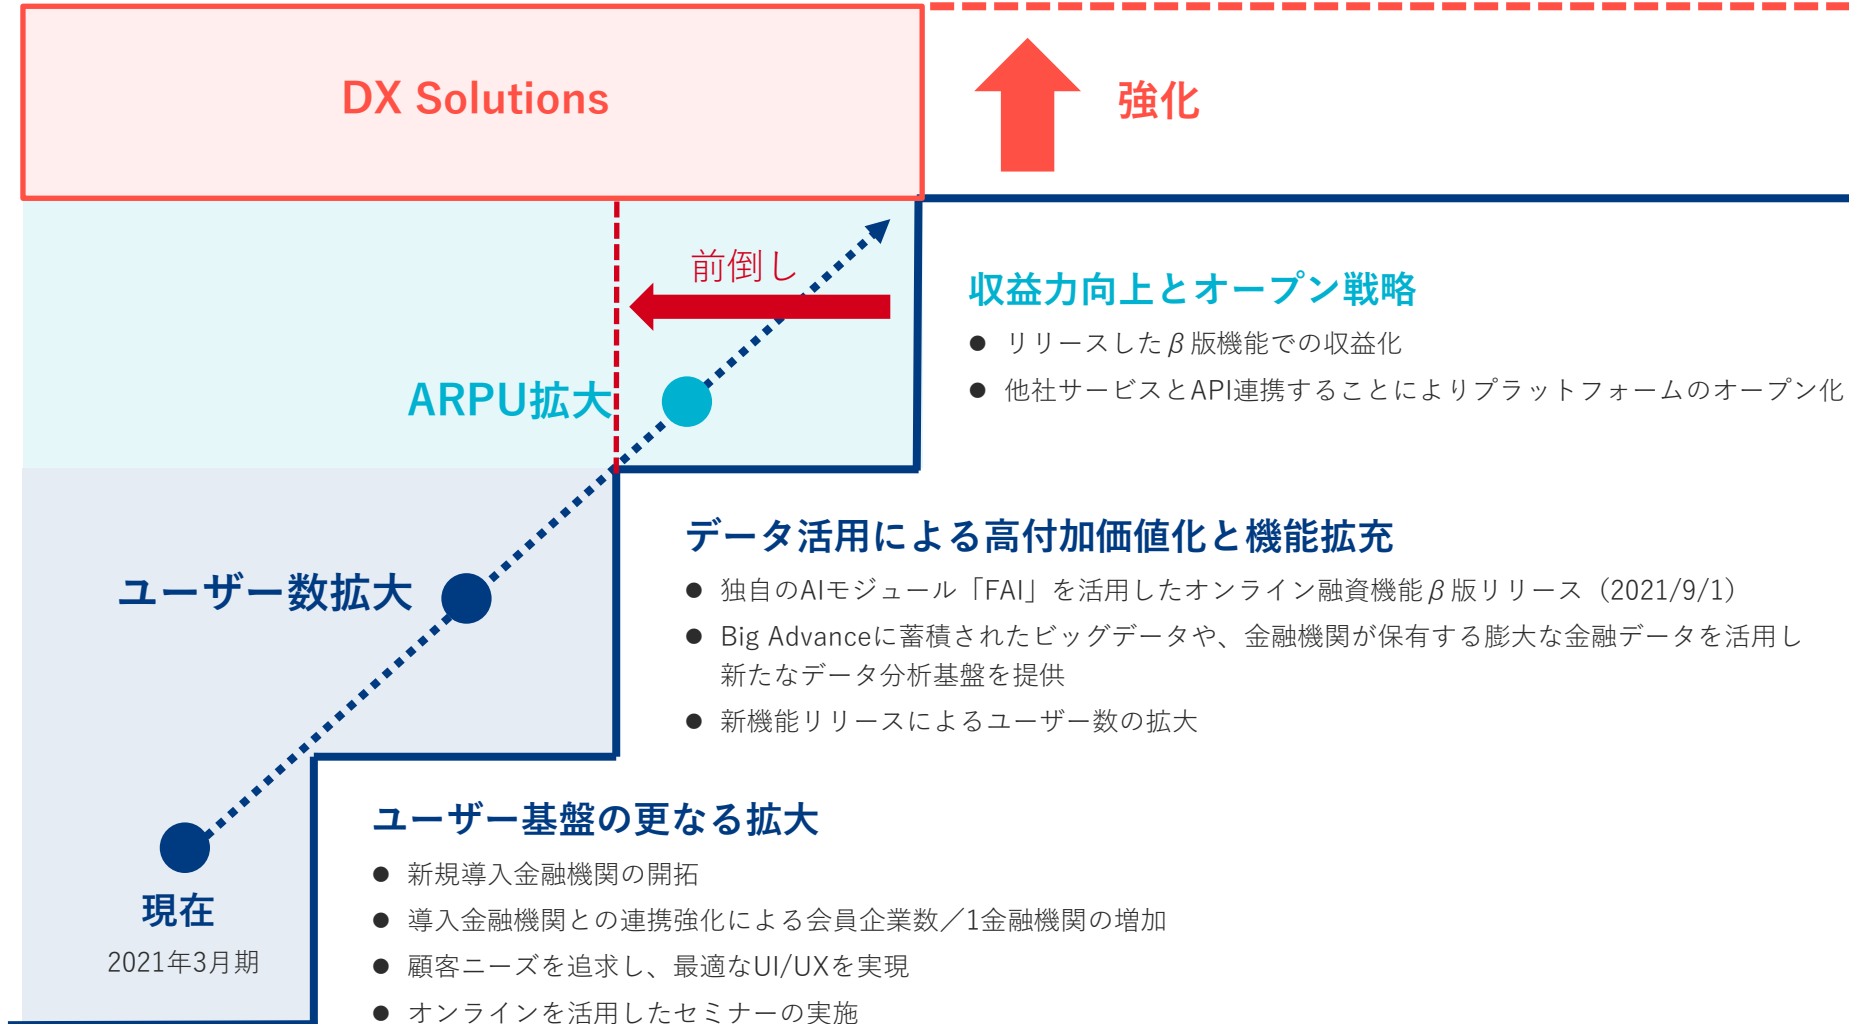 DX Solutions
強化
前倒し
収益力向上とオープン戦略
● リリースしたβ版機能での収益化
● 他社サービスとAPI連携することによりプラットフォームのオープン化
ARPU拡大
データ活用による高付加価値化と機能拡充
● 独自のAIモジュール「FAI」を活用したオンライン融資機能β版リリース（2021/9/1）
● Big Advanceに蓄積されたビッグデータや、金融機関が保有する膨大な金融データを活用し
新たなデータ分析基盤を提供
● 新機能リリースによるユーザー数の拡大
ユーザー数拡大
ユーザー基盤の更なる拡大
● 新規導入金融機関の開拓
● 導入金融機関との連携強化による会員企業数／1金融機関の増加
● 顧客ニーズを追求し、最適なUI/UXを実現
● オンラインを活用したセミナーの実施
現在
2021年3月期